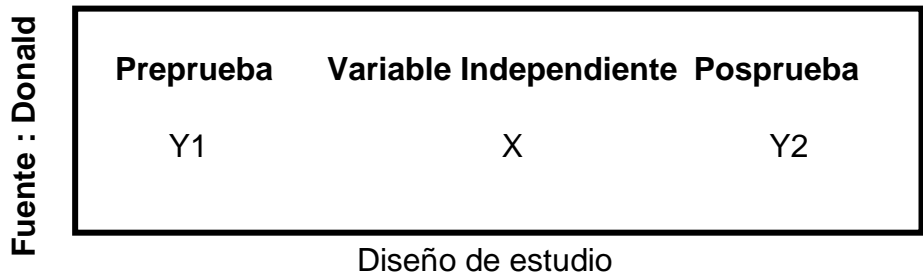 Fuente : Donald
Preprueba Variable Independiente Posprueba
Y1 X Y2
Diseño de estudio